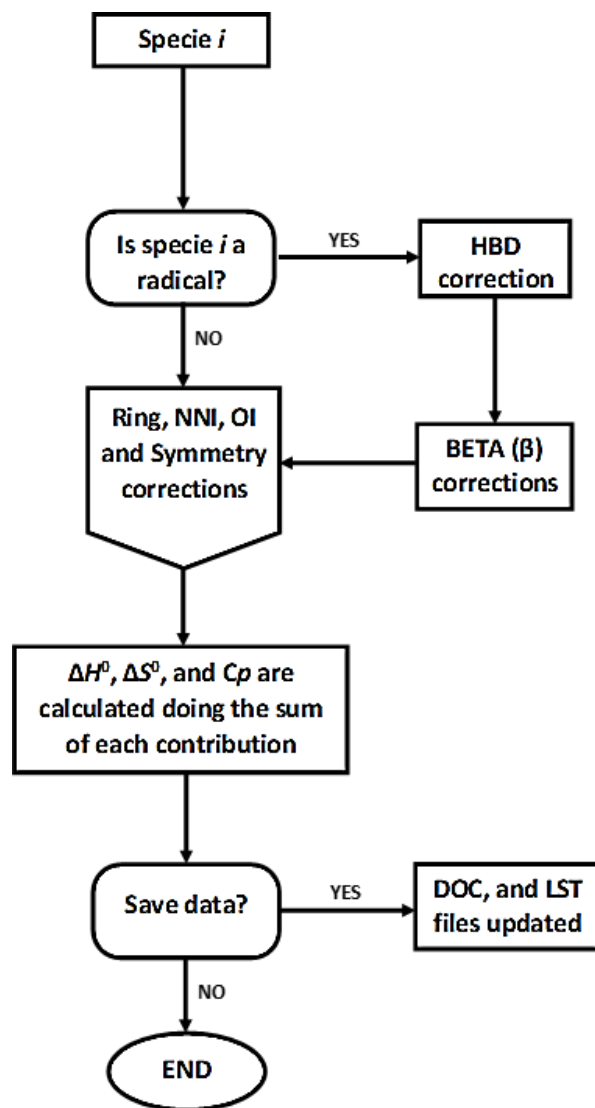 Specie i
Is specie i a
radical?
YES
HBD
correction
NO
Ring, NNI, OI
and Symmetry
corrections
BETA (β)
corrections
ΔH⁰, ΔS⁰, and Cp are
calculated doing the sum
of each contribution
Save data?
YES
DOC, and LST
files updated
NO
END